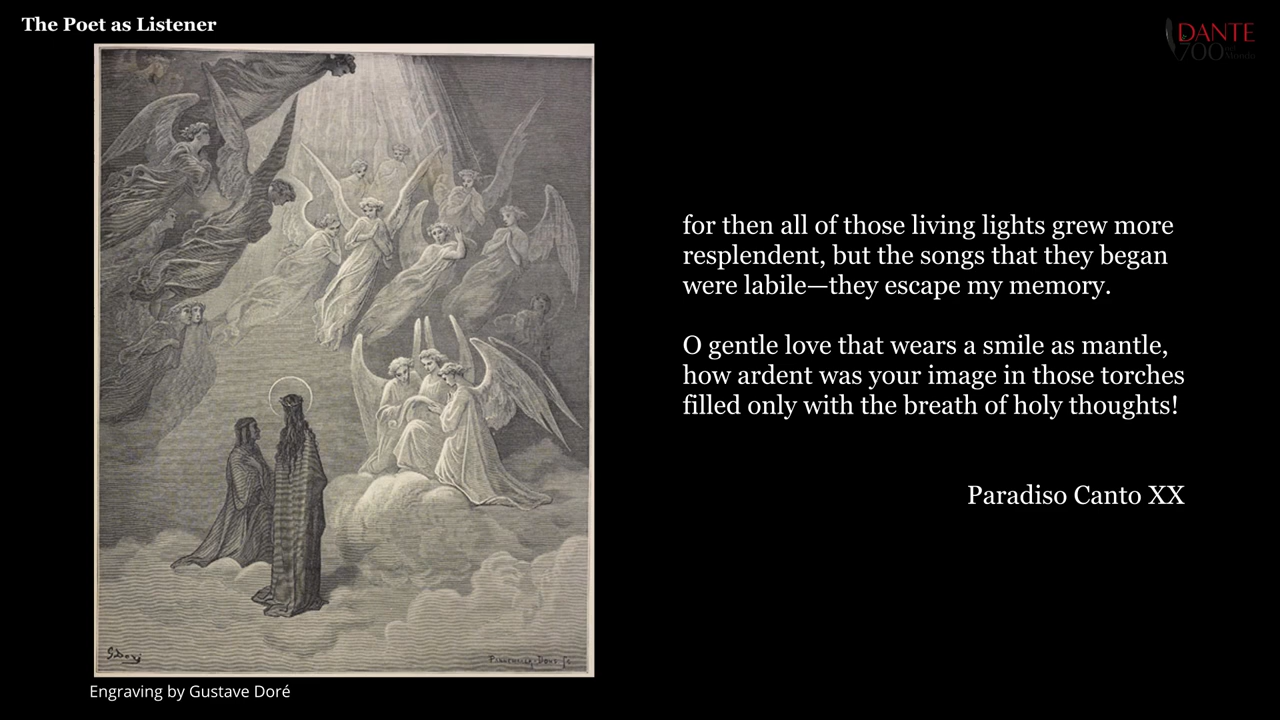 The Poet as Listener
DANTE
700
for then all of those living lights grew more
resplendent, but the songs that they began
were labile—they escape my memory.
O gentle love that wears a smile as mantle,
how ardent was your image in those torches
filled only with the breath of holy thoughts!
Paradiso Canto XX
G. Doré
Engraving by Gustave Doré